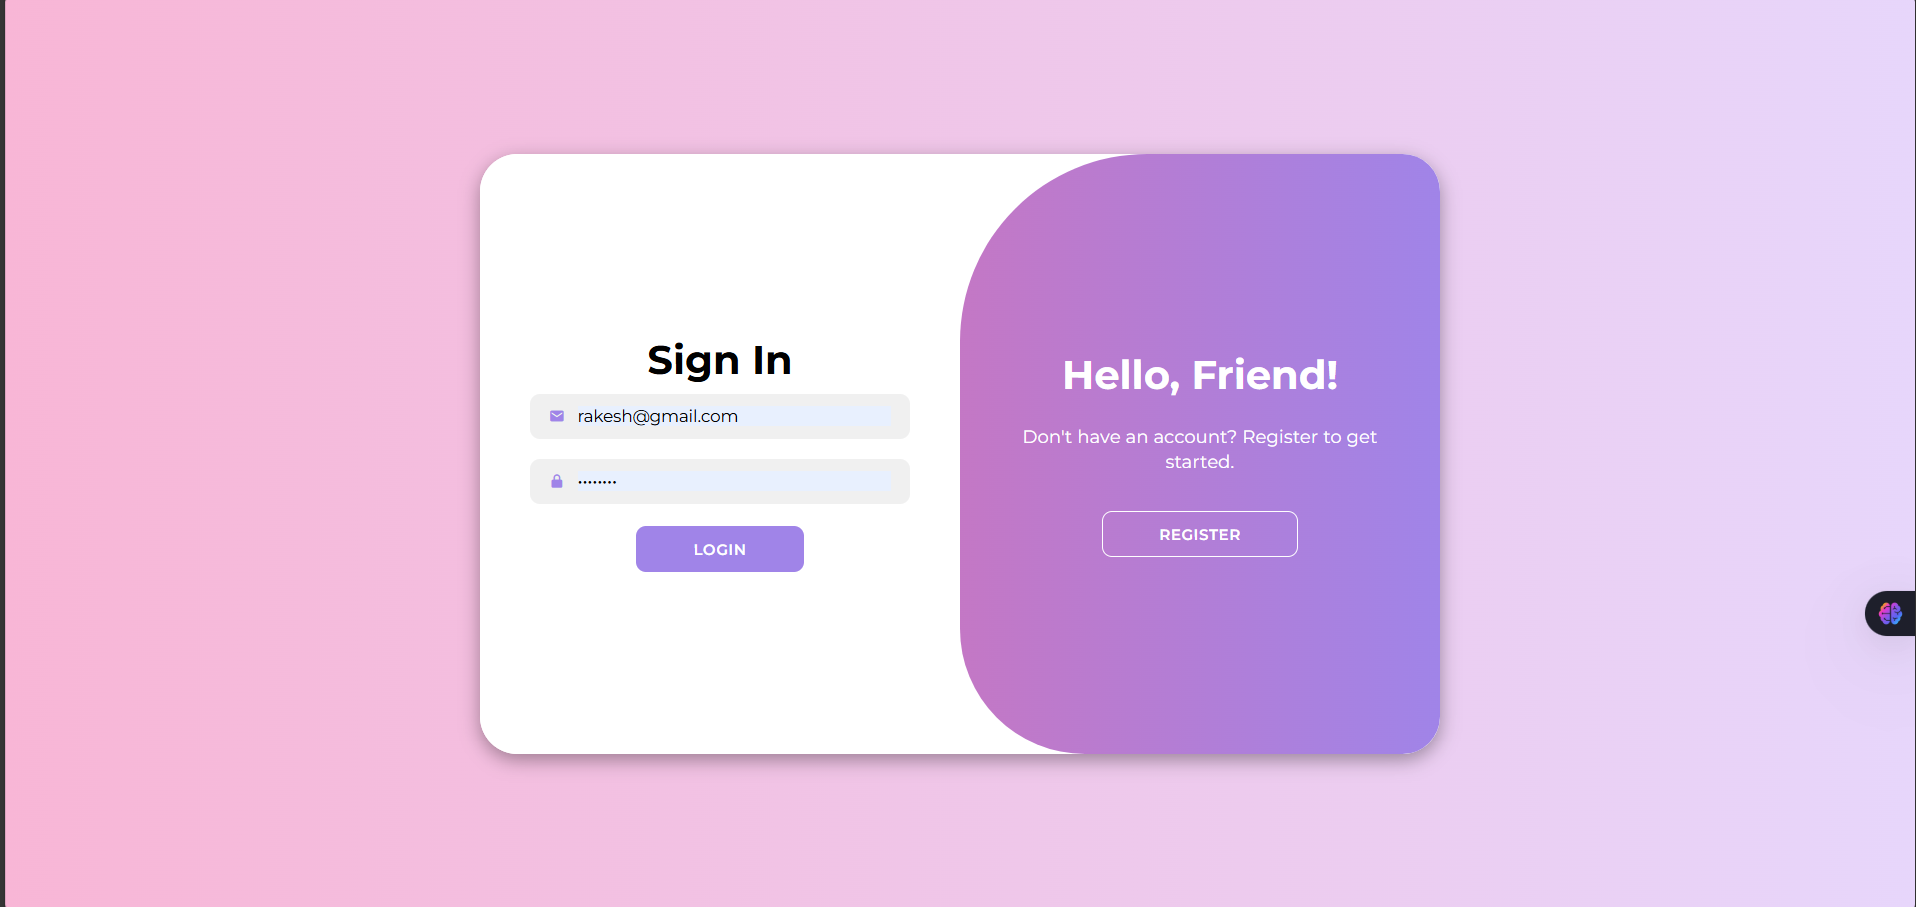 Sign In
rakesh@gmail.com
••••••••
LOGIN
Hello, Friend!
Don't have an account? Register to get
started.
REGISTER